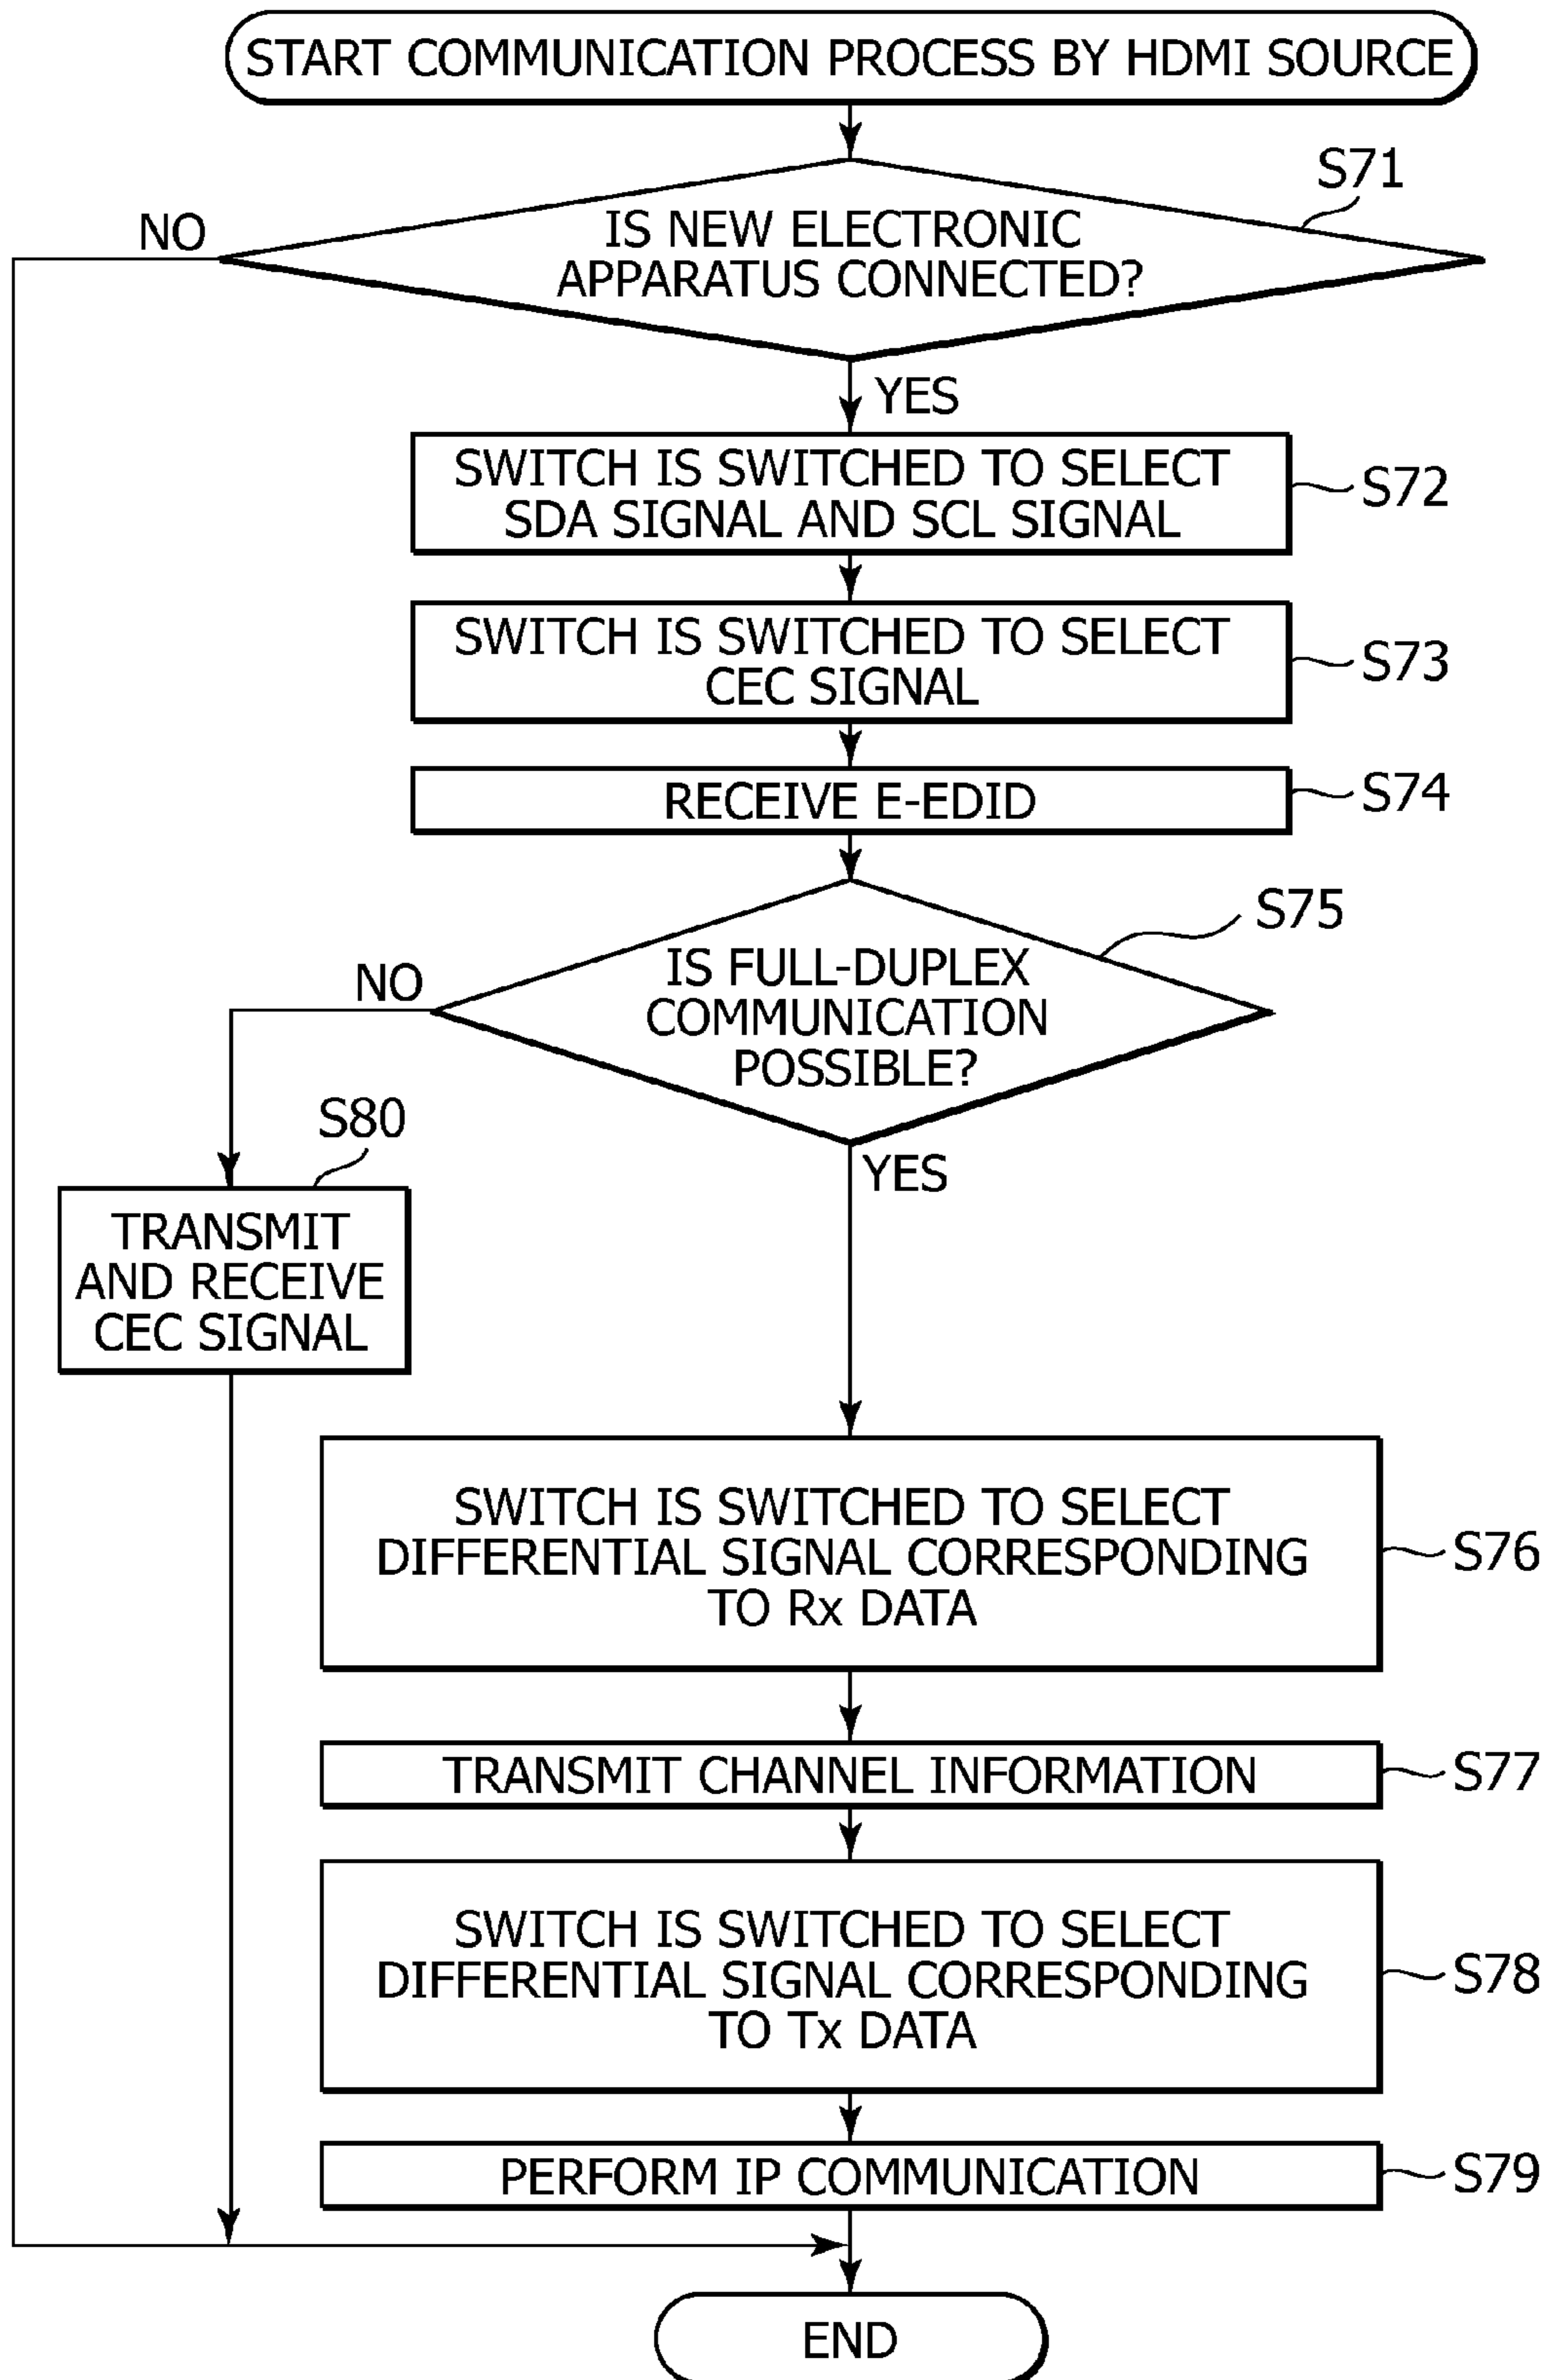 START COMMUNICATION PROCESS BY HDMI SOURCE
S71
NO
IS NEW ELECTRONIC
APPARATUS CONNECTED?
YES
SWITCH IS SWITCHED TO SELECT
SDA SIGNAL AND SCL SIGNAL
S72
SWITCH IS SWITCHED TO SELECT
CEC SIGNAL
S73
RECEIVE E-EDID
S74
S75
NO
IS FULL-DUPLEX
COMMUNICATION
POSSIBLE?
YES
S80
TRANSMIT
AND RECEIVE
CEC SIGNAL
SWITCH IS SWITCHED TO SELECT
DIFFERENTIAL SIGNAL CORRESPONDING
TO Rx DATA
S76
TRANSMIT CHANNEL INFORMATION
S77
SWITCH IS SWITCHED TO SELECT
DIFFERENTIAL SIGNAL CORRESPONDING
TO Tx DATA
S78
PERFORM IP COMMUNICATION
S79
END